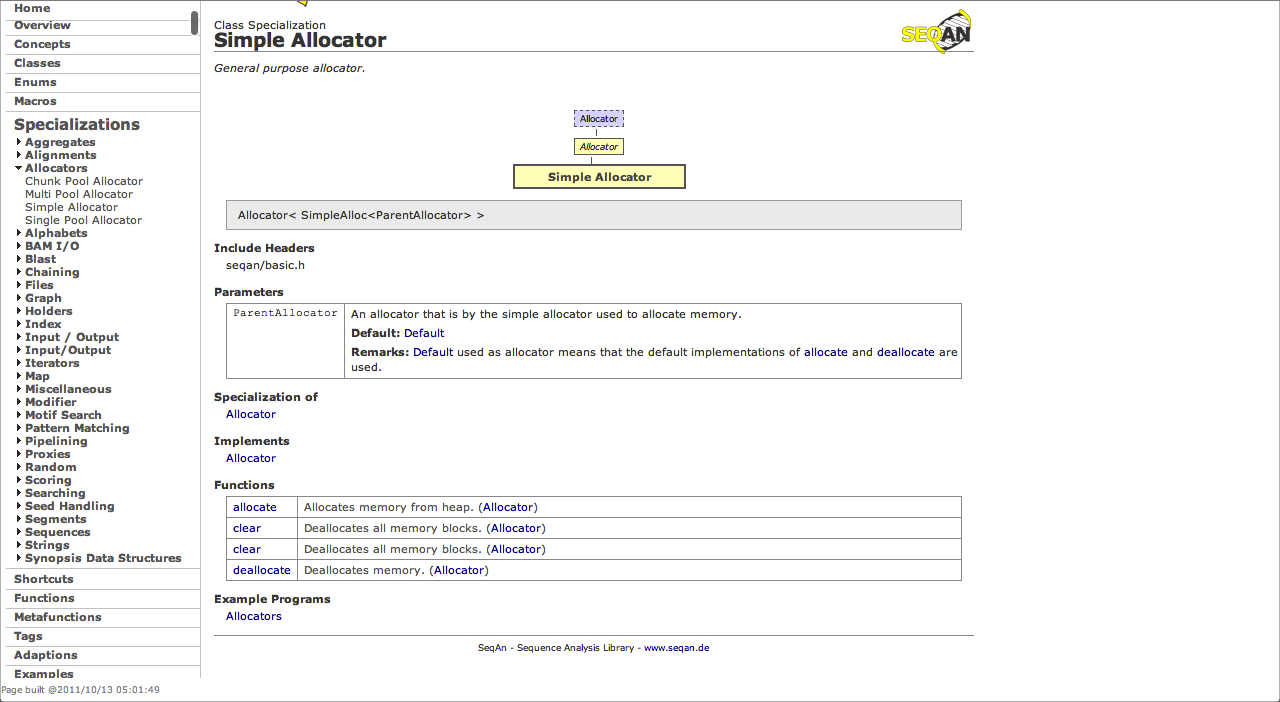 Home
Overview
Concepts
Classes
Enums
Macros
Specializations
Aggregates
Alignments
Allocators
Chunk Pool Allocator
Multi Pool Allocator
Simple Allocator
Single Pool Allocator
Alphabets
BAM I/O
Blast
Chaining
Files
Graph
Holders
Index
Input / Output
Input/Output
Iterators
Map
Miscellaneous
Modifier
Motif Search
Pattern Matching
Pipelining
Proxies
Random
Scoring
Searching
Seed Handling
Segments
Sequences
Strings
Synopsis Data Structures
Shortcuts
Functions
Metafunctions
Tags
Adaptions
Examples
Page built @2011/10/13 05:01:49
Class Specialization
Simple Allocator
SEQAN
General purpose allocator.
Allocator
Allocator
Simple Allocator
Allocator< SimpleAlloc<ParentAllocator> >
Include Headers
seqan/basic.h
Parameters
ParentAllocator An allocator that is by the simple allocator used to allocate memory.
Default: Default
Remarks: Default used as allocator means that the default implementations of allocate and deallocate are
used.
Specialization of
Allocator
Implements
Allocator
Functions
allocate Allocates memory from heap. (Allocator)
clear Deallocates all memory blocks. (Allocator)
clear Deallocates all memory blocks. (Allocator)
deallocate Deallocates memory. (Allocator)
Example Programs
Allocators
SeqAn - Sequence Analysis Library - www.seqan.de